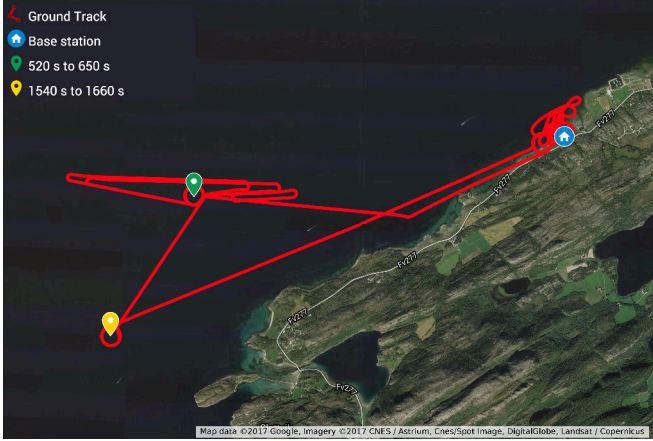 Ground Track
Base station
520 s to 650 s
1540 s to 1660 s
Fv277
Fv277
Fv277
Fv277
Fv277
Map data ©2017 Google, Imagery ©2017 CNES / Astrium, Cnes/Spot Image, DigitalGlobe, Landsat / Copernicus